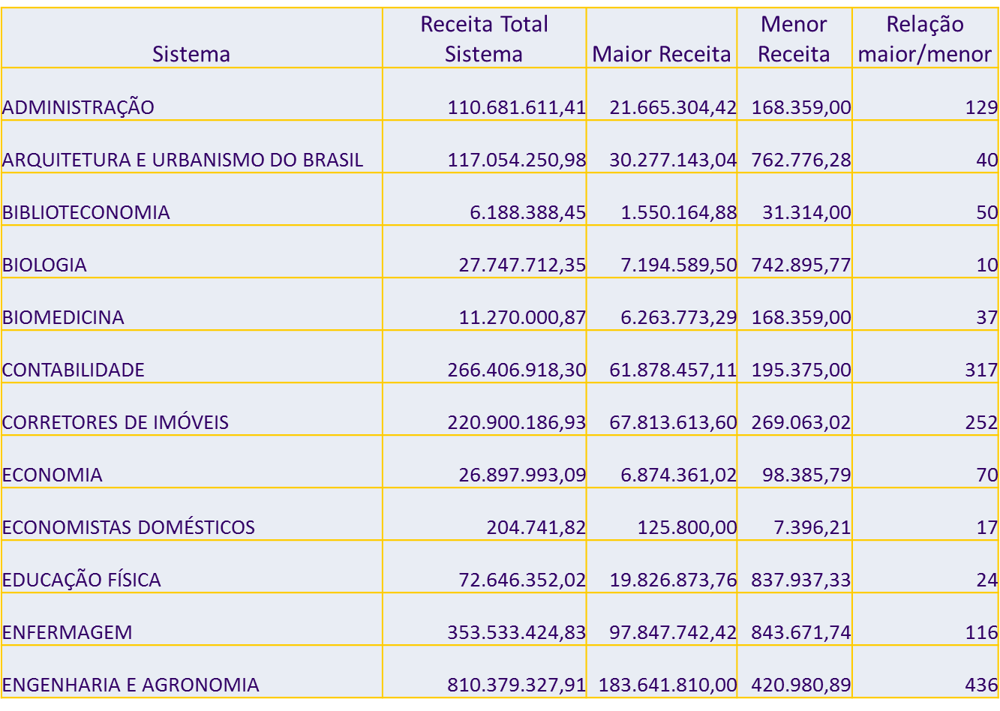 Sistema Receita Total Sistema Maior Receita Menor Receita Relação maior/menor
ADMINISTRAÇÃO 110.681.611,41 21.665.304,42 168.359,00 129
ARQUITETURA E URBANISMO DO BRASIL 117.054.250,98 30.277.143,04 762.776,28 40
BIBLIOTECONOMIA 6.188.388,45 1.550.164,88 31.314,00 50
BIOLOGIA 27.747.712,35 7.194.589,50 742.895,77 10
BIOMEDICINA 11.270.000,87 6.263.773,29 168.359,00 37
CONTABILIDADE 266.406.918,30 61.878.457,11 195.375,00 317
CORRETORES DE IMÓVEIS 220.900.186,93 67.813.613,60 269.063,02 252
ECONOMIA 26.897.993,09 6.874.361,02 98.385,79 70
ECONOMISTAS DOMÉSTICOS 204.741,82 125.800,00 7.396,21 17
EDUCAÇÃO FÍSICA 72.646.352,02 19.826.873,76 837.937,33 24
ENFERMAGEM 353.533.424,83 97.847.742,42 843.671,74 116
ENGENHARIA E AGRONOMIA 810.379.327,91 183.641.810,00 420.980,89 436